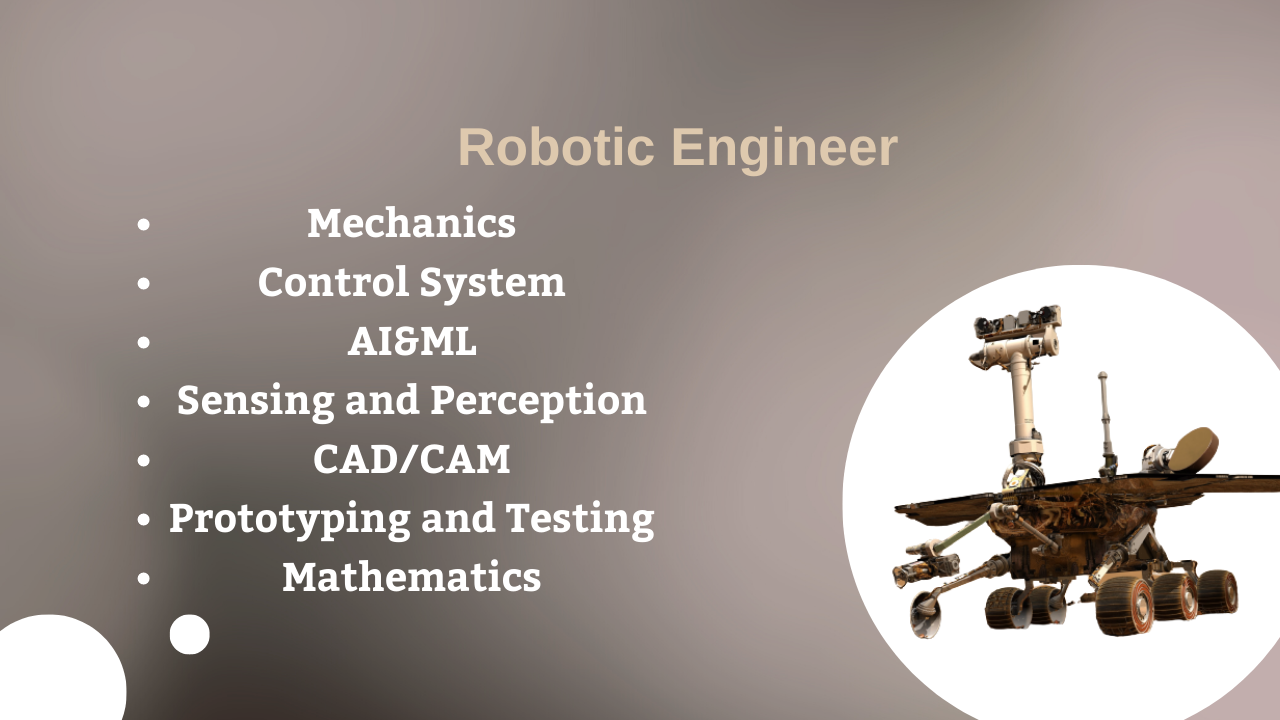 Robotic Engineer
• Mechanics
• Control System
• AI&ML
• Sensing and Perception
• CAD/CAM
• Prototyping and Testing
• Mathematics